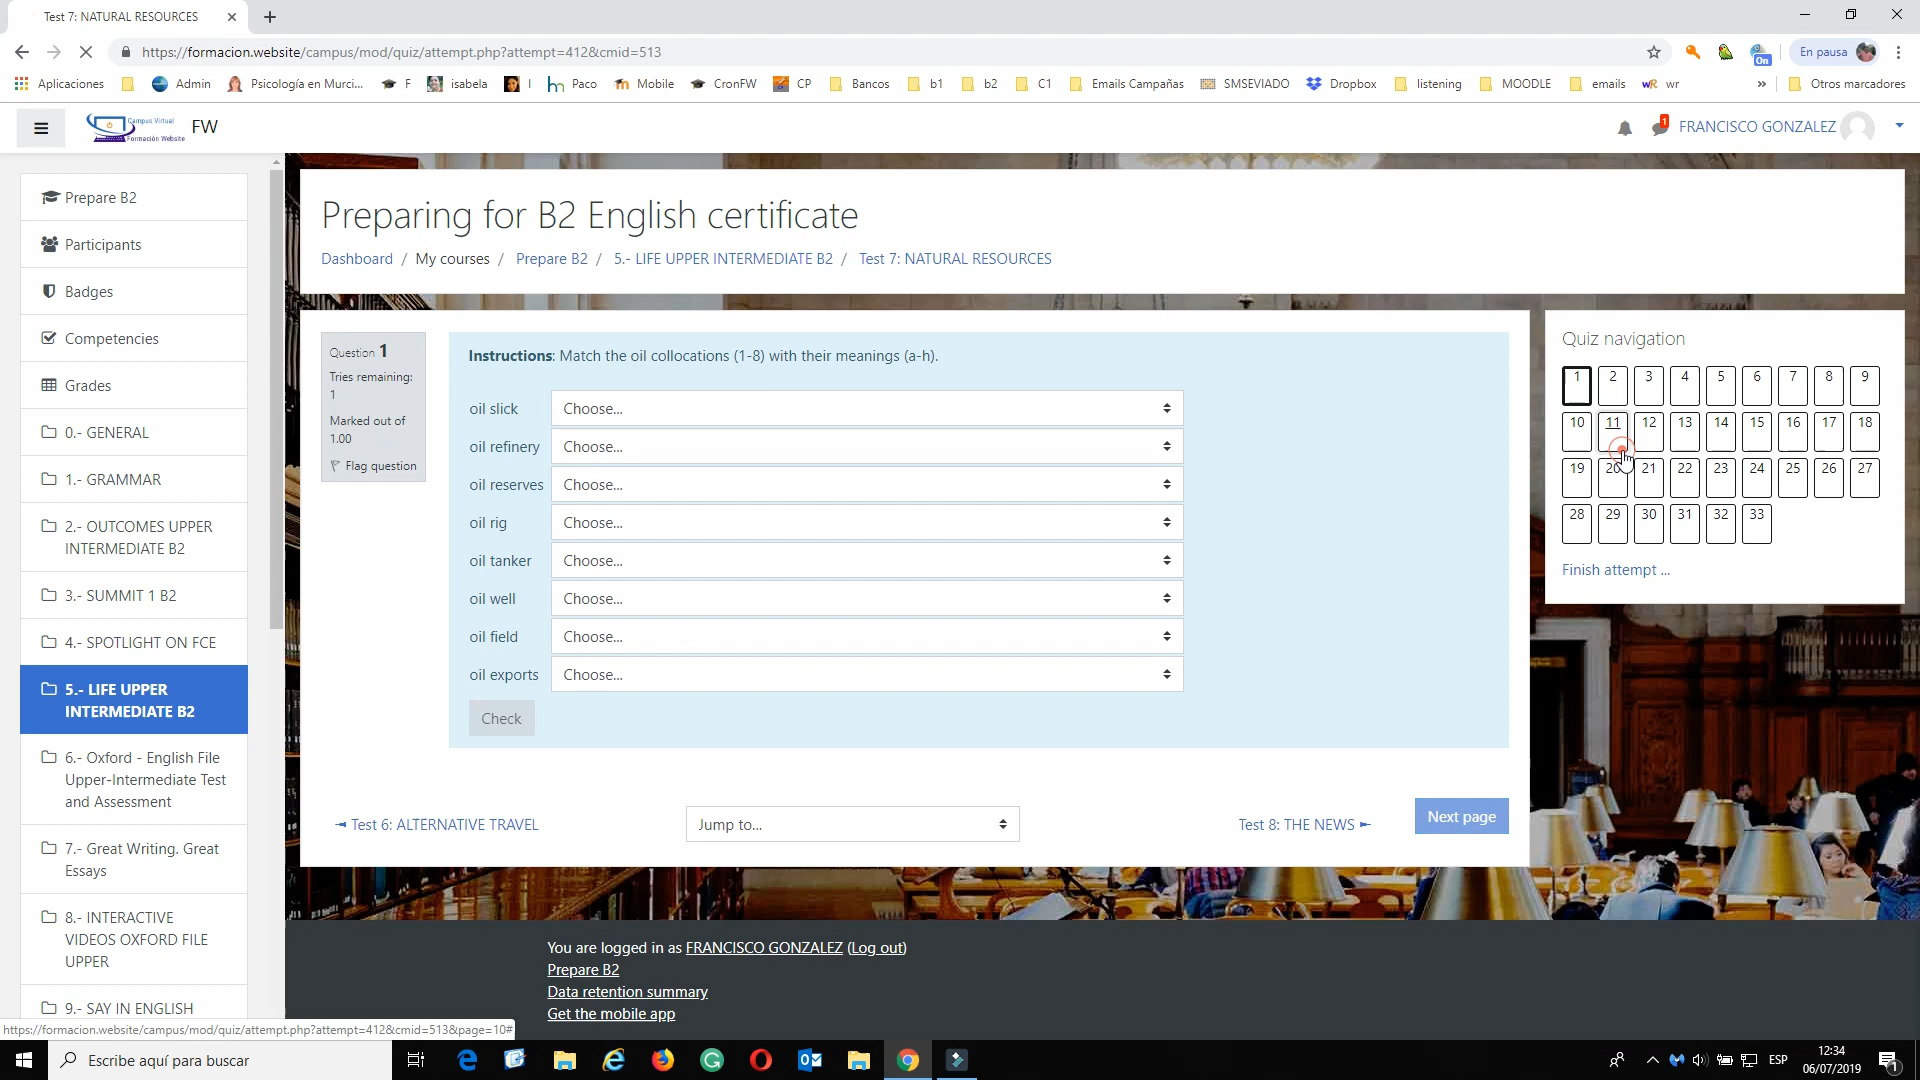 Test 7: NATURAL RESOURCES
https://formacion.website/campus/mod/quiz/attempt.php?attempt=412&cmid=513
On
En pausa
Aplicaciones
Admin
Psicología en Murci...
F
isabela
I
Paco
Mobile
CronFW
CP
Bancos
b1
b2
C1
Emails Campañas
SMSEVIADO
Dropbox
listening
MOODLE
emails
wR wr
»
Otros marcadores
Campus Virtual
Formación Website
FW
1
FRANCISCO GONZALEZ
Prepare B2
Participants
Badges
Competencies
Grades
0.- GENERAL
1.- GRAMMAR
2.- OUTCOMES UPPER
INTERMEDIATE B2
3.- SUMMIT 1 B2
4.- SPOTLIGHT ON FCE
5.- LIFE UPPER
INTERMEDIATE B2
6.- Oxford - English File
Upper-Intermediate Test
and Assessment
7.- Great Writing. Great
Essays
8.- INTERACTIVE
VIDEOS OXFORD FILE
UPPER
9.- SAY IN ENGLISH
Preparing for B2 English certificate
Dashboard / My courses / Prepare B2 / 5.- LIFE UPPER INTERMEDIATE B2 / Test 7: NATURAL RESOURCES
Question 1
Tries remaining:
1
Marked out of
1.00
Flag question
Instructions: Match the oil collocations (1-8) with their meanings (a-h).
oil slick Choose...
oil refinery Choose...
oil reserves Choose...
oil rig Choose...
oil tanker Choose...
oil well Choose...
oil field Choose...
oil exports Choose...
Check
◄ Test 6: ALTERNATIVE TRAVEL
Jump to...
Test 8: THE NEWS ►
Next page
Quiz navigation
1 2 3 4 5 6 7 8 9
10 11 12 13 14 15 16 17 18
19 20 21 22 23 24 25 26 27
28 29 30 31 32 33
Finish attempt ...
You are logged in as FRANCISCO GONZALEZ (Log out)
Prepare B2
Data retention summary
Get the mobile app
https://formacion.website/campus/mod/quiz/attempt.php?attempt=412&cmid=513&page=10#
Escribe aquí para buscar
ESP
12:34
06/07/2019
1